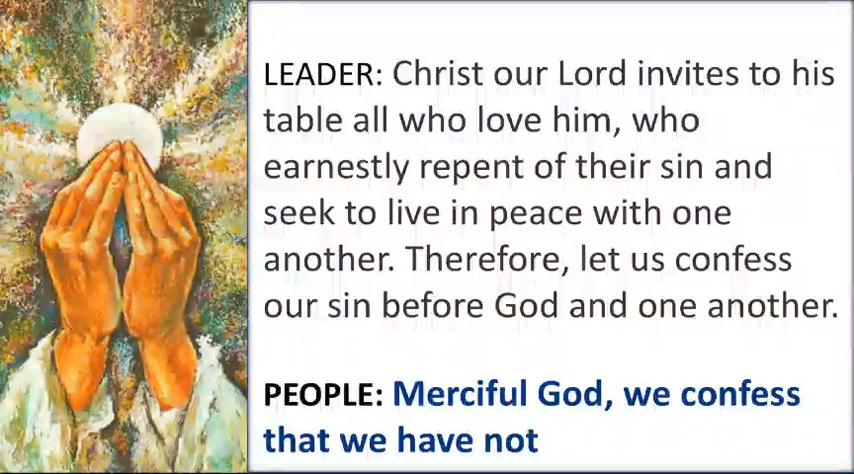 LEADER: Christ our Lord invites to his
table all who love him, who
earnestly repent of their sin and
seek to live in peace with one
another. Therefore, let us confess
our sin before God and one another.
PEOPLE: Merciful God, we confess
that we have not